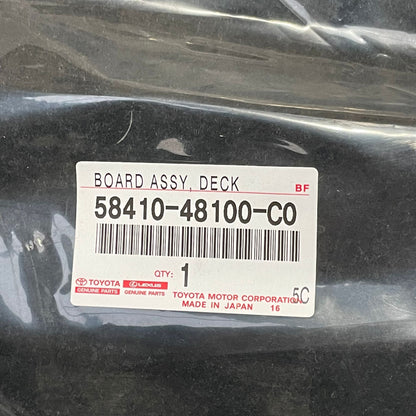 BOARD ASSY, DECK
BF
58410-48100-C0
QTY: 1
TOYOTA
GENUINE PARTS
LEXUS
GENUINE PARTS
5C
TOYOTA MOTOR CORPORATION
MADE IN JAPAN 16